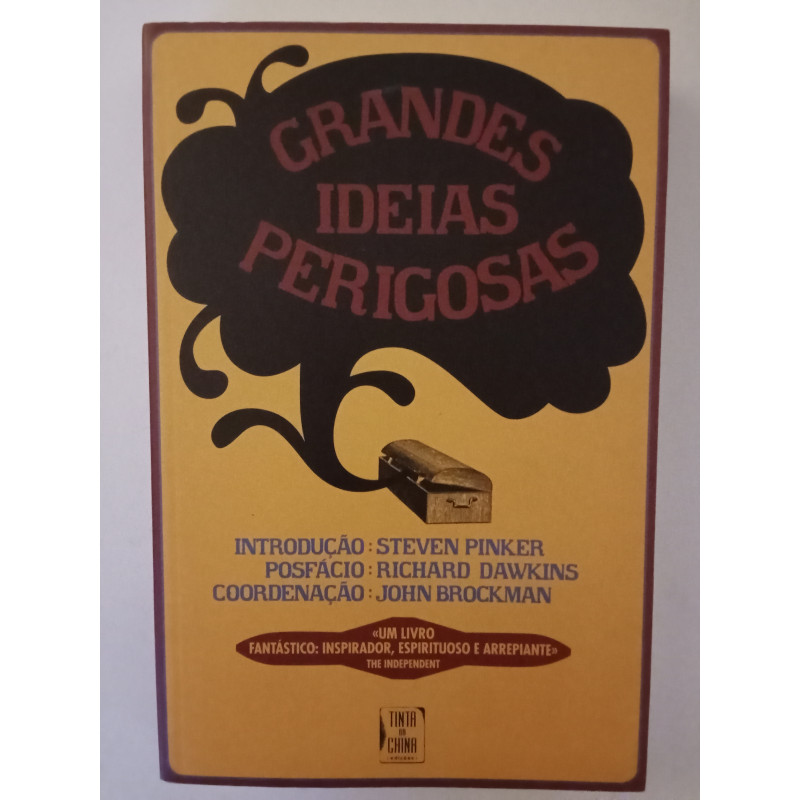 GRANDES
IDEIAS
PERIGOSAS
INTRODUÇÃO: STEVEN PINKER
POSFÁCIO: RICHARD DAWKINS
COORDENAÇÃO: JOHN BROCKMAN
«UM LIVRO
FANTÁSTICO: INSPIRADOR, ESPIRITUOSO E ARREPIANTE»
THE INDEPENDENT
TINTA
DA
CHINA